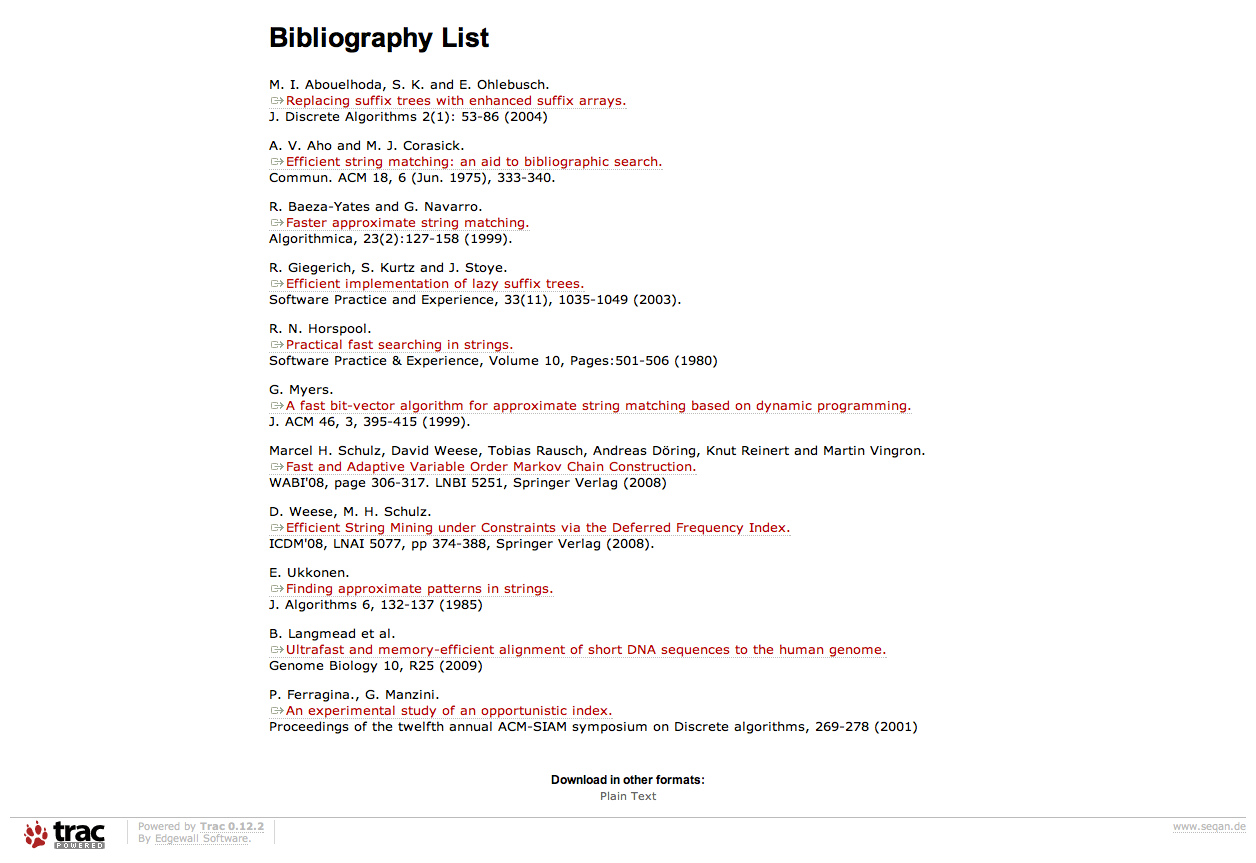 Bibliography List
M. I. Abouelhoda, S. K. and E. Ohlebusch.
Replacing suffix trees with enhanced suffix arrays.
J. Discrete Algorithms 2(1): 53-86 (2004)
A. V. Aho and M. J. Corasick.
Efficient string matching: an aid to bibliographic search.
Commun. ACM 18, 6 (Jun. 1975), 333-340.
R. Baeza-Yates and G. Navarro.
Faster approximate string matching.
Algorithmica, 23(2):127-158 (1999).
R. Giegerich, S. Kurtz and J. Stoye.
Efficient implementation of lazy suffix trees.
Software Practice and Experience, 33(11), 1035-1049 (2003).
R. N. Horspool.
Practical fast searching in strings.
Software Practice & Experience, Volume 10, Pages:501-506 (1980)
G. Myers.
A fast bit-vector algorithm for approximate string matching based on dynamic programming.
J. ACM 46, 3, 395-415 (1999).
Marcel H. Schulz, David Weese, Tobias Rausch, Andreas Döring, Knut Reinert and Martin Vingron.
Fast and Adaptive Variable Order Markov Chain Construction.
WABI'08, page 306-317. LNBI 5251, Springer Verlag (2008)
D. Weese, M. H. Schulz.
Efficient String Mining under Constraints via the Deferred Frequency Index.
ICDM'08, LNAI 5077, pp 374-388, Springer Verlag (2008).
E. Ukkonen.
Finding approximate patterns in strings.
J. Algorithms 6, 132-137 (1985)
B. Langmead et al.
Ultrafast and memory-efficient alignment of short DNA sequences to the human genome.
Genome Biology 10, R25 (2009)
P. Ferragina., G. Manzini.
An experimental study of an opportunistic index.
Proceedings of the twelfth annual ACM-SIAM symposium on Discrete algorithms, 269-278 (2001)
Download in other formats:
Plain Text
trac
POWERED
Powered by Trac 0.12.2
By Edgewall Software.
www.seqan.de